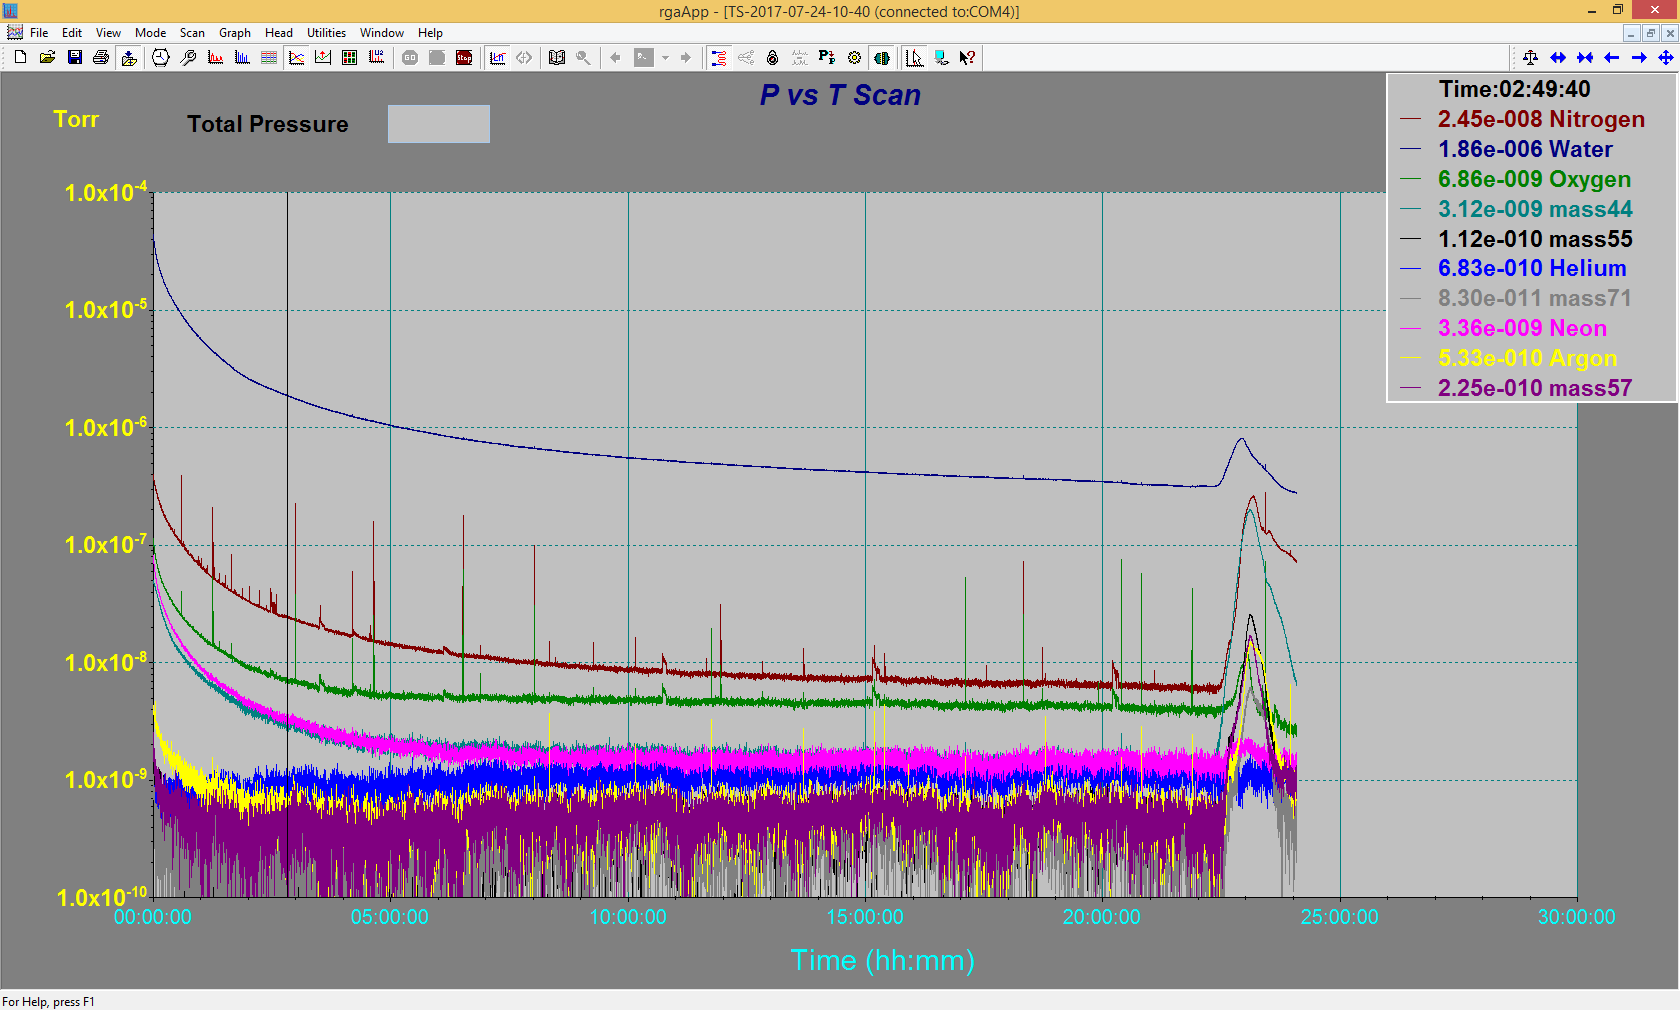 rgaApp - [TS-2017-07-24-10-40 (connected to:COM4)]
File Edit View Mode Scan Graph Head Utilities Window Help
GO Stop
P vs T Scan
Torr
Total Pressure
Time:02:49:40
2.45e-008 Nitrogen
1.86e-006 Water
6.86e-009 Oxygen
3.12e-009 mass44
1.12e-010 mass55
6.83e-010 Helium
8.30e-011 mass71
3.36e-009 Neon
5.33e-010 Argon
2.25e-010 mass57
1.0x10-4
1.0x10-5
1.0x10-6
1.0x10-7
1.0x10-8
1.0x10-9
1.0x10-10
00:00:00 05:00:00 10:00:00 15:00:00 20:00:00 25:00:00 30:00:00
Time (hh:mm)
For Help, press F1